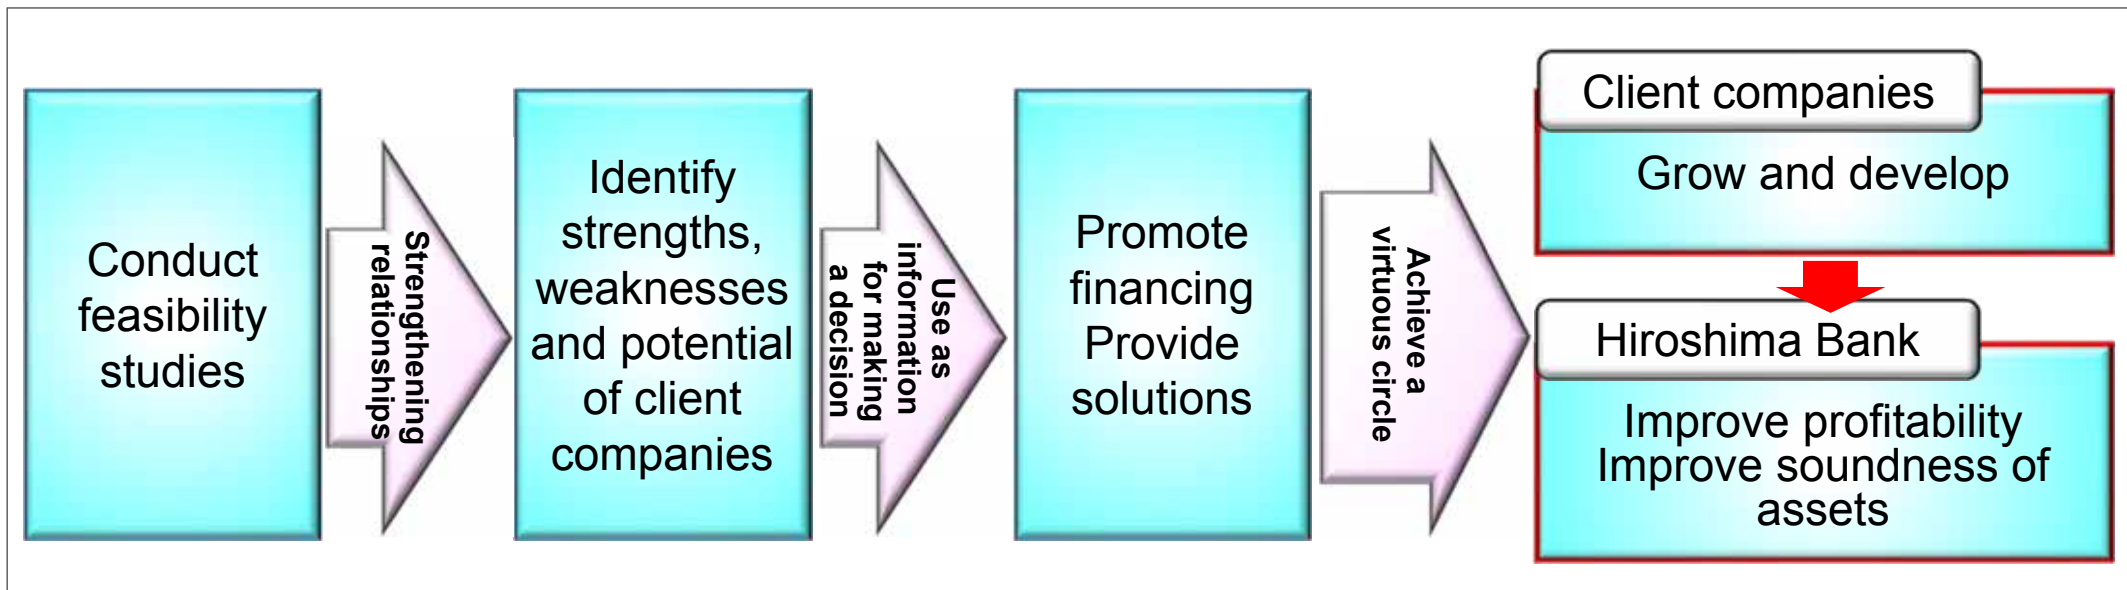 Conduct
feasibility
studies
Strengthening
relationships
Identify
strengths,
weaknesses
and potential
of client
companies
Use as
information
for making
a decision
Promote
financing
Provide
solutions
Achieve a
virtuous circle
Client companies
Grow and develop
Hiroshima Bank
Improve profitability
Improve soundness of
assets